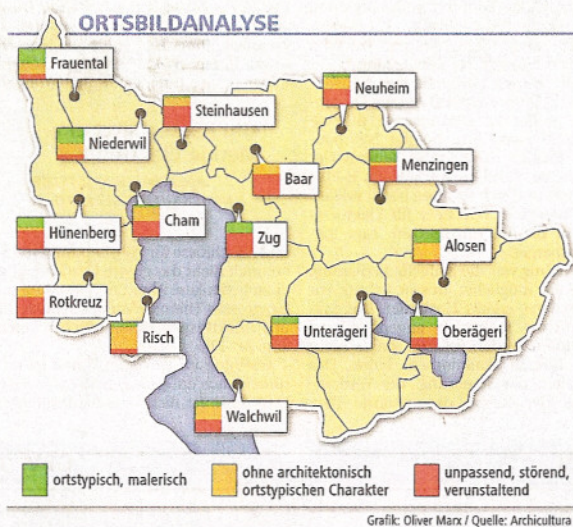 ORTSBILDANALYSE
Frauental
Steinhausen
Neuheim
Niederwil
Menzingen
Baar
Cham
Hünenberg
Zug
Alosen
Rotkreuz
Risch
Unterägeri
Oberägeri
Walchwil
ortstypisch, malerisch
ohne architektonisch
ortstypischen Charakter
unpassend, störend,
verunstaltend
Grafik: Oliver Marx / Quelle: Archicultura